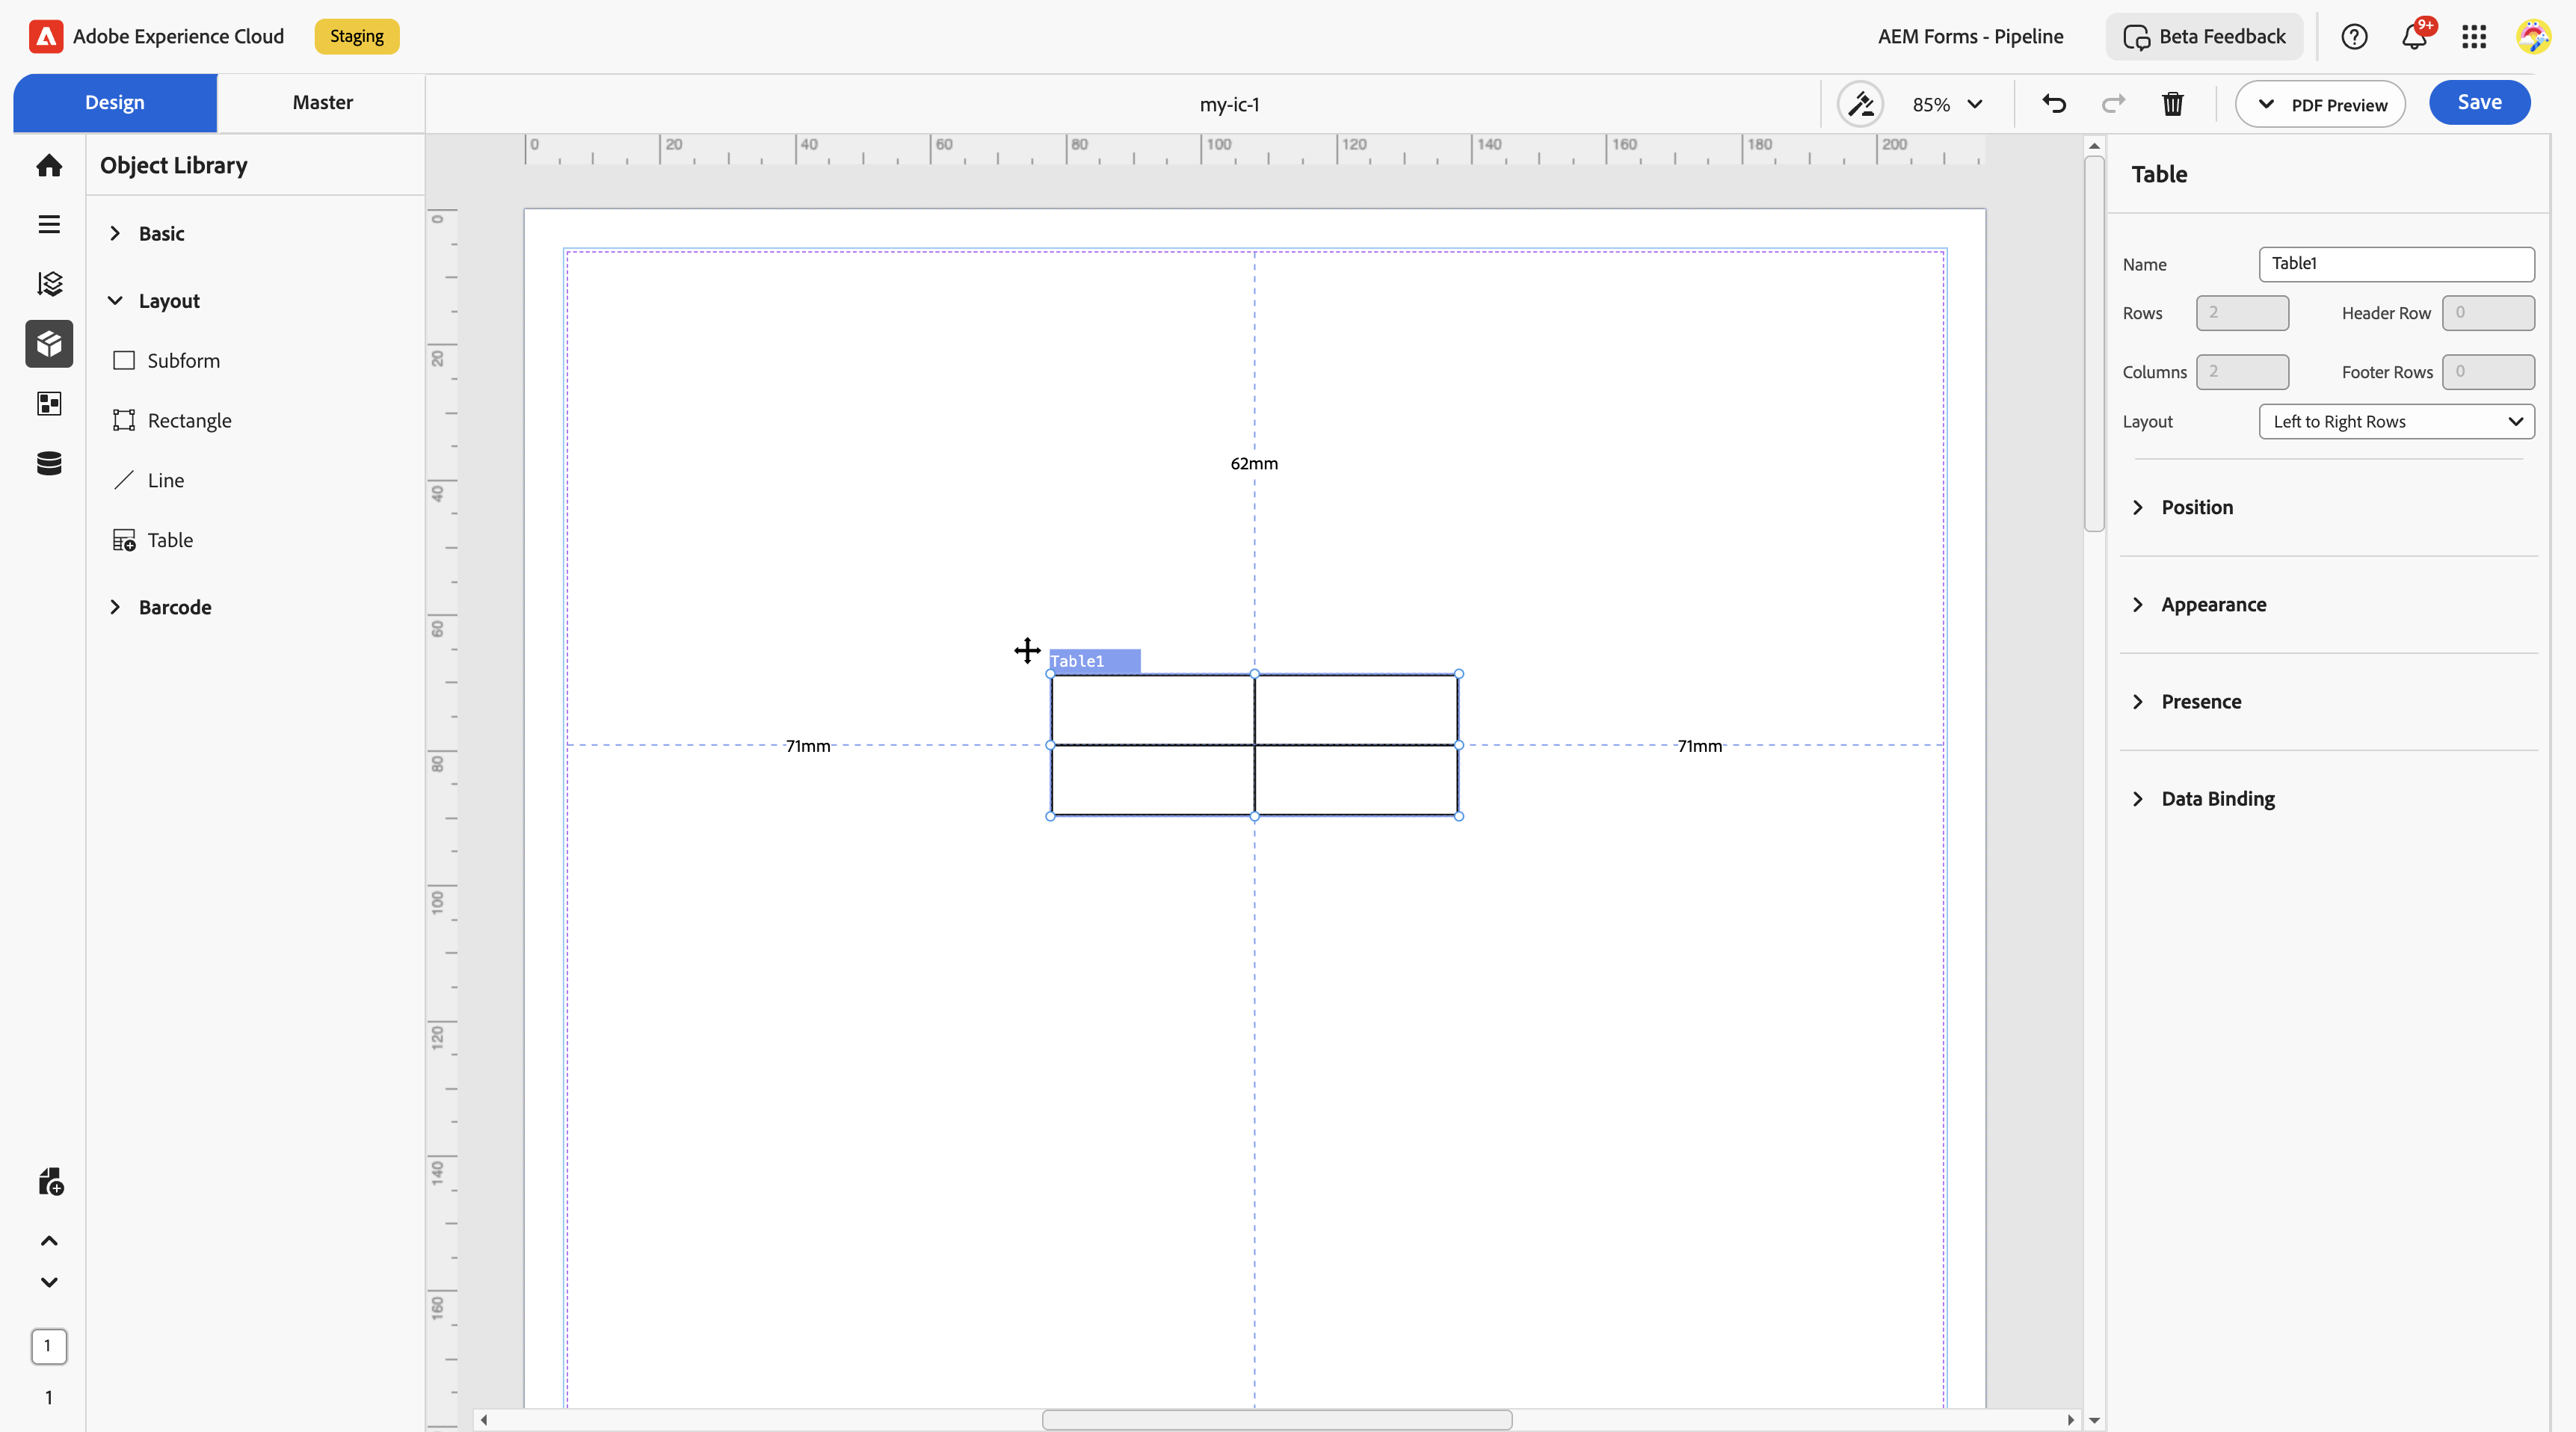 Adobe Experience Cloud
Staging
AEM Forms - Pipeline
Beta Feedback
9+
Design
Master
my-ic-1
85%
PDF Preview
Save
Object Library
Basic
Layout
Subform
Rectangle
Line
Table
Barcode
1
1
0
20
40
60
80
100
120
140
160
180
200
0
20
40
60
80
100
120
140
160
62mm
Table1
71mm
71mm
Table
Name
Table1
Rows
2
Header Row
0
Columns
2
Footer Rows
0
Layout
Left to Right Rows
Position
Appearance
Presence
Data Binding